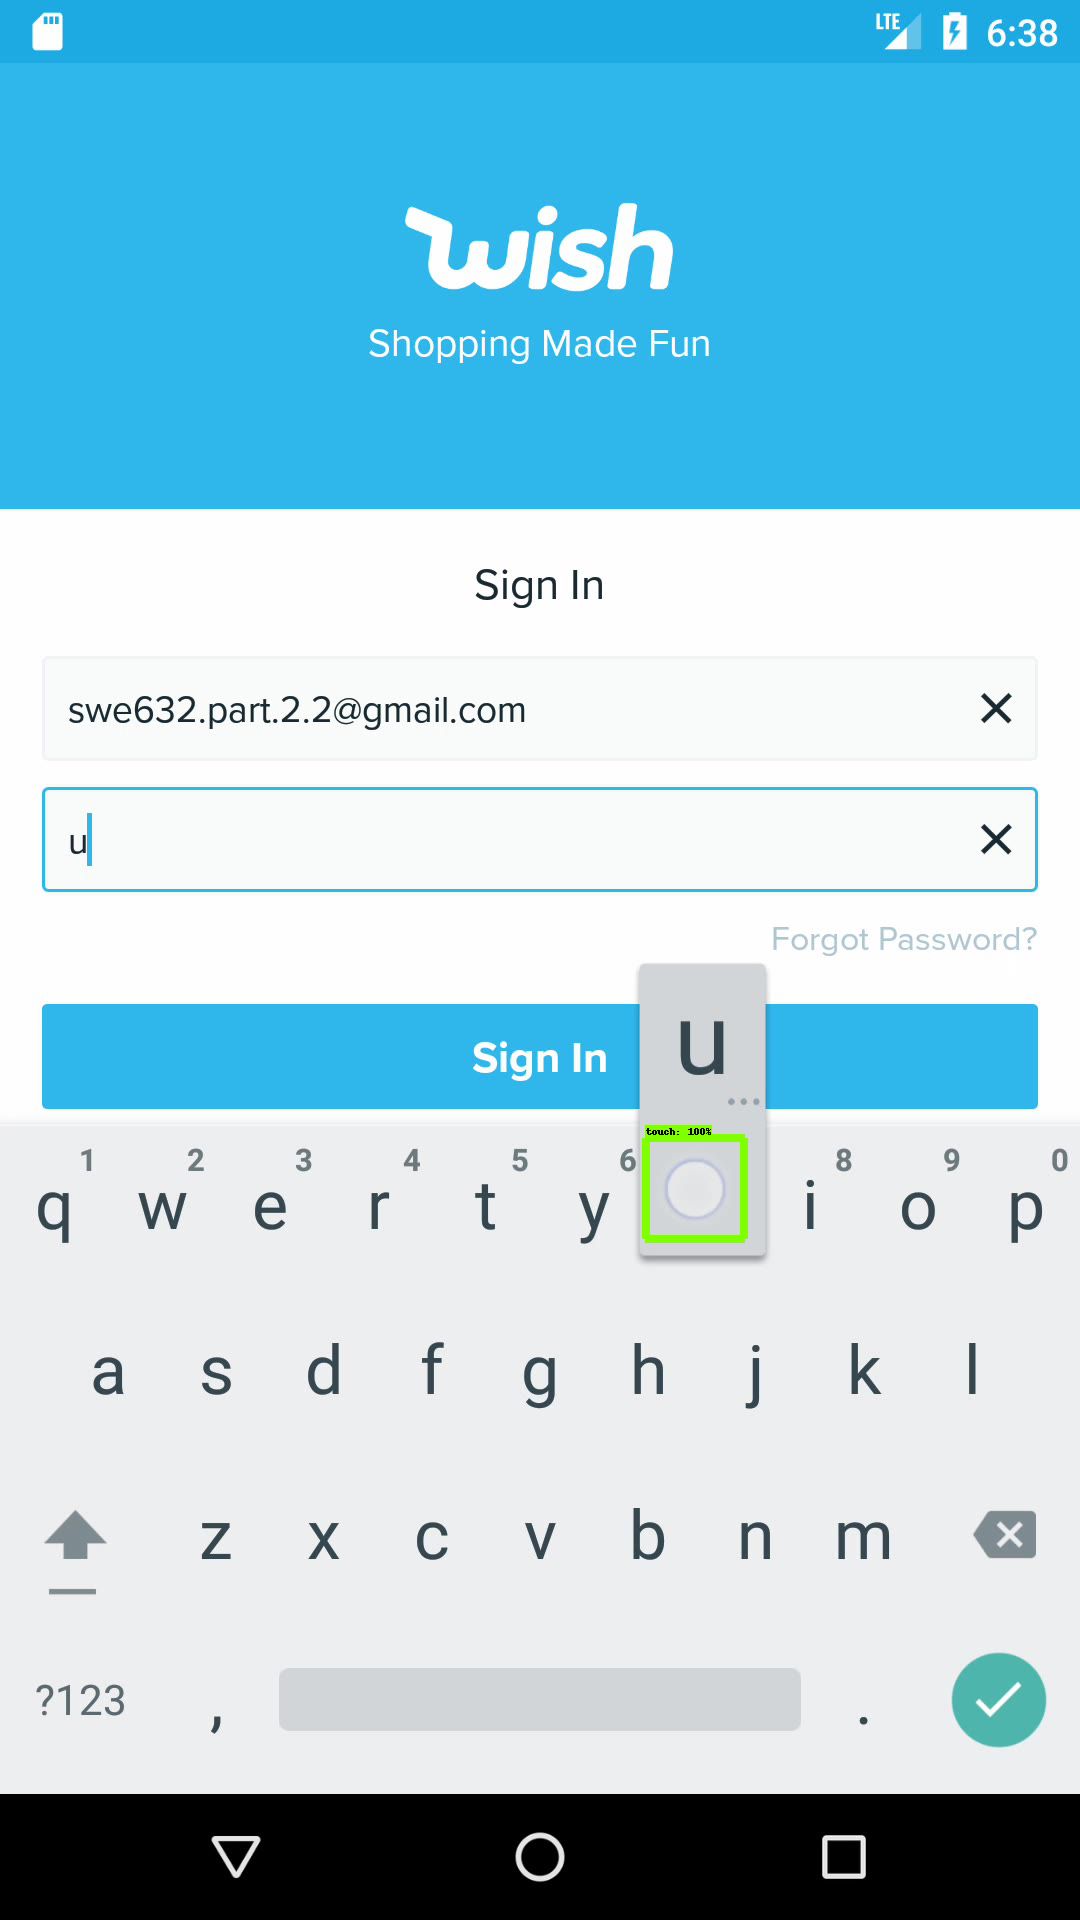 LTE 6:38
wish
Shopping Made Fun
Sign In
swe632.part.2.2@gmail.com
u
Forgot Password?
Sign In
u
...
touch: 100%
1 2 3 4 5 6 8 9 0
q w e r t y i o p
a s d f g h j k l
z x c v b n m
?123 , .